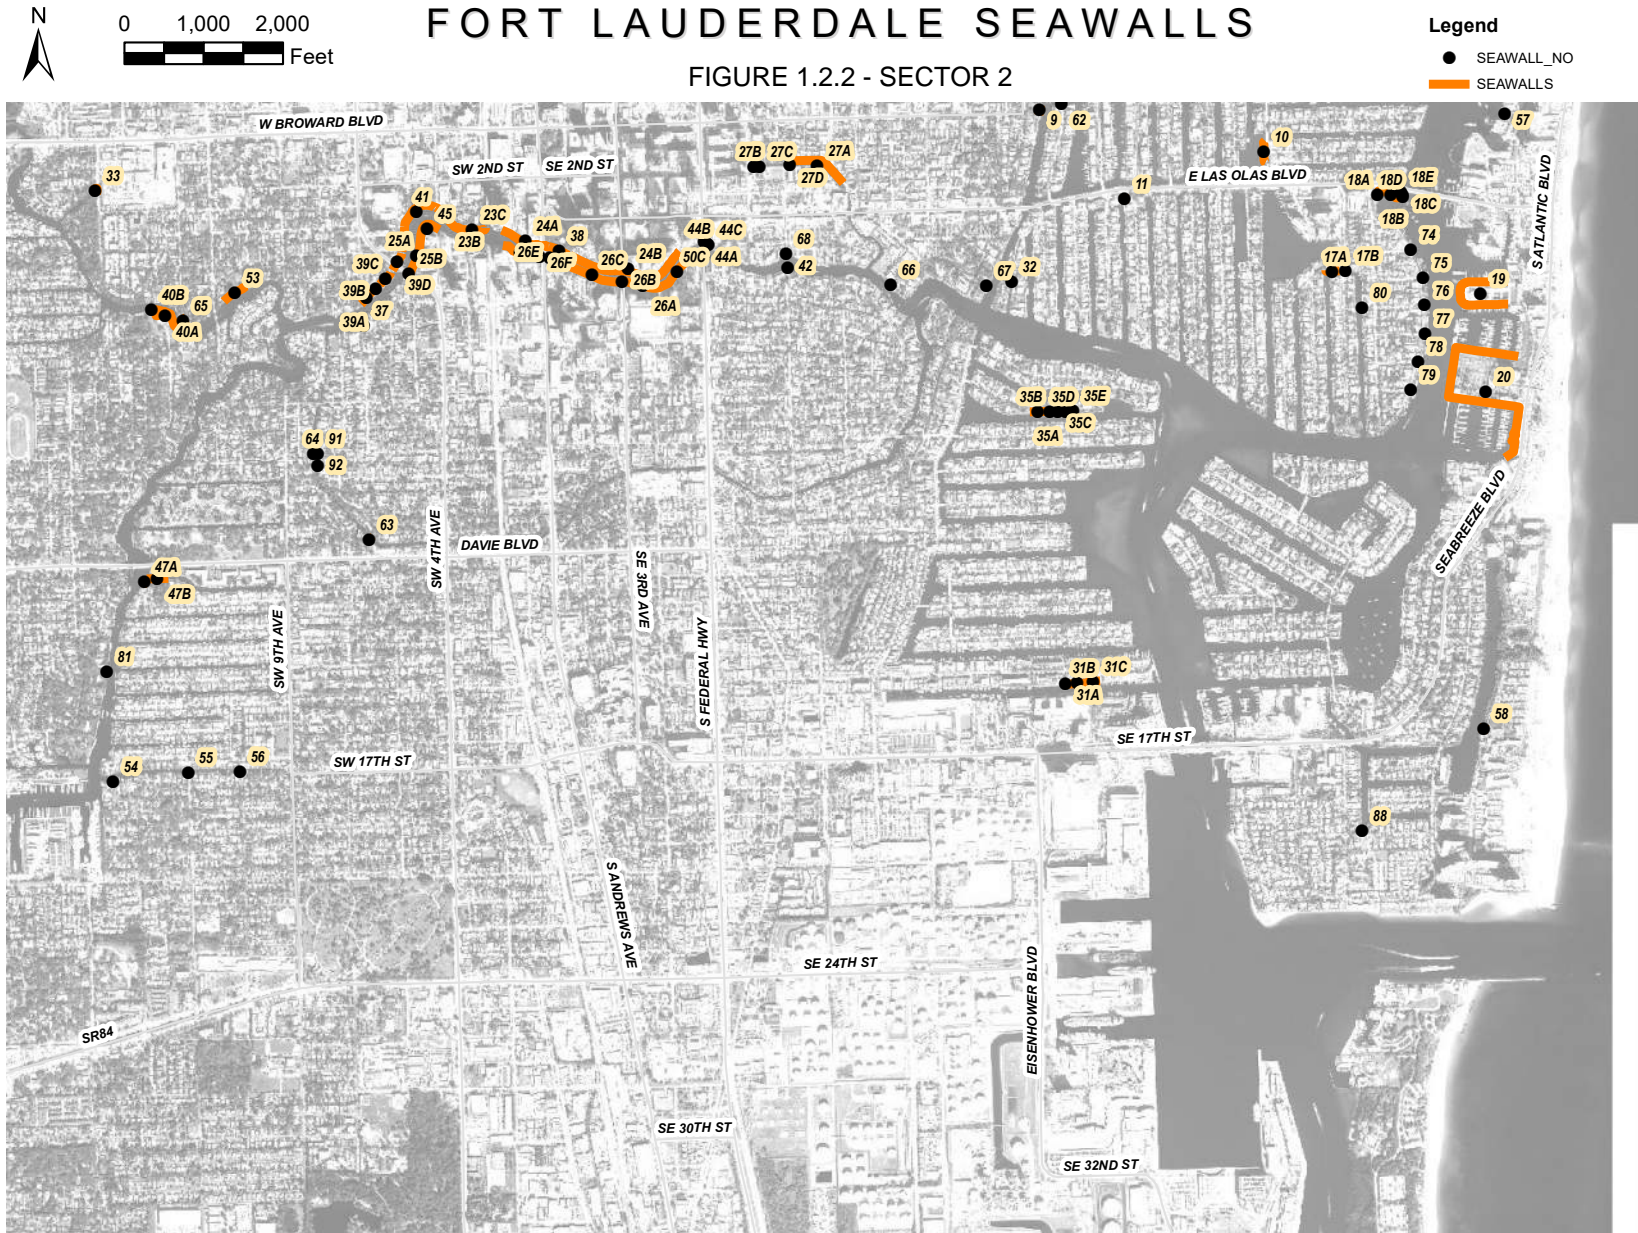 FORT LAUDERDALE SEAWALLS
FIGURE 1.2.2 - SECTOR 2
N
0 1,000 2,000
Feet
Legend
SEAWALL_NO
SEAWALLS
W BROWARD BLVD
9 62
57
10
SW 2ND ST
SE 2ND ST
27B 27C 27A
27D
33
E LAS OLAS BLVD
18A 18D 18E
18B 18C
11
S ATLANTIC BLVD
41
45
23C
23B
24A
38
44B 44C
44A
68
42
74
25A
25B
26E
26F
26C
24B
26B
50C
26A
39C
39D
39B
37
39A
53
40B 65
40A
66
67 32
17A 17B
75
19
76
80
77
78
79
20
35B 35D 35E
35C
35A
64 91
92
63
SW 4TH AVE
DAVIE BLVD
SEABREEZE BLVD
47A
47B
SE 3RD AVE
SW 9TH AVE
S FEDERAL HWY
81
31B 31C
31A
58
SE 17TH ST
54
55
56
SW 17TH ST
88
S ANDREWS AVE
SE 24TH ST
EISENHOWER BLVD
SR84
SE 30TH ST
SE 32ND ST